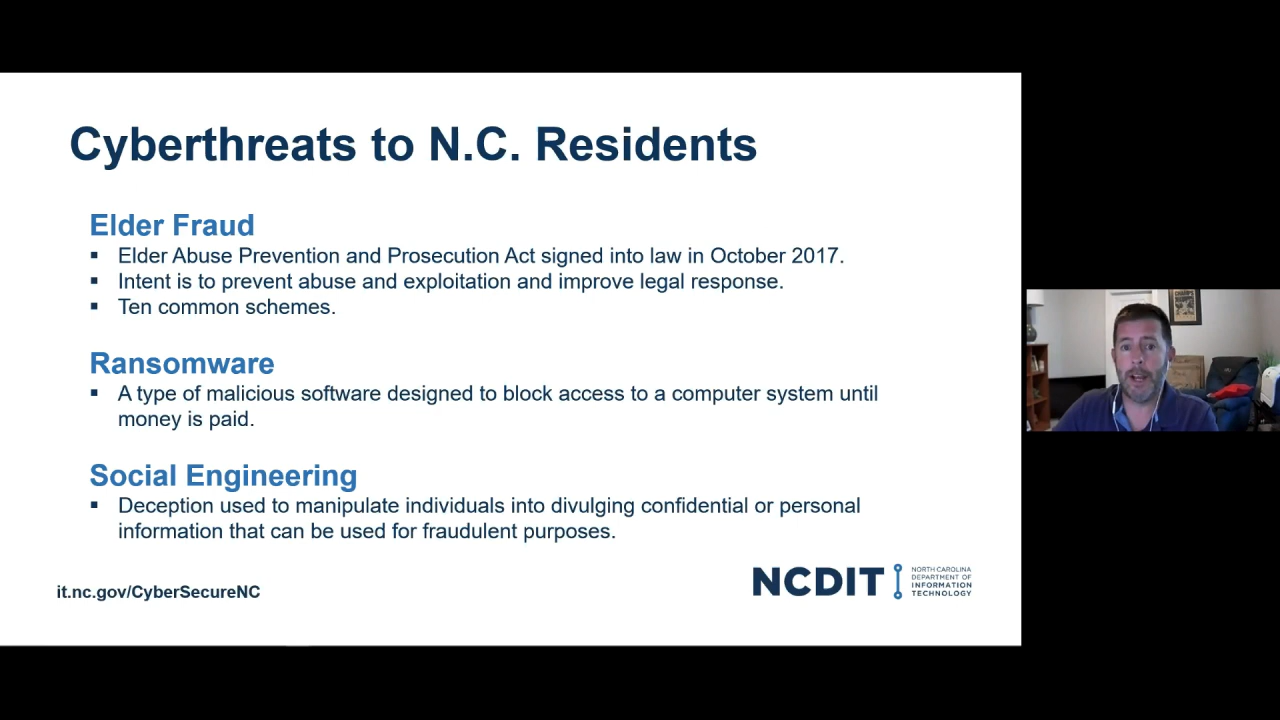 Cyberthreats to N.C. Residents
Elder Fraud
▪ Elder Abuse Prevention and Prosecution Act signed into law in October 2017.
▪ Intent is to prevent abuse and exploitation and improve legal response.
▪ Ten common schemes.
Ransomware
▪ A type of malicious software designed to block access to a computer system until
money is paid.
Social Engineering
▪ Deception used to manipulate individuals into divulging confidential or personal
information that can be used for fraudulent purposes.
it.nc.gov/CyberSecureNC
NCDIT
NORTH CAROLINA
DEPARTMENT OF
INFORMATION
TECHNOLOGY